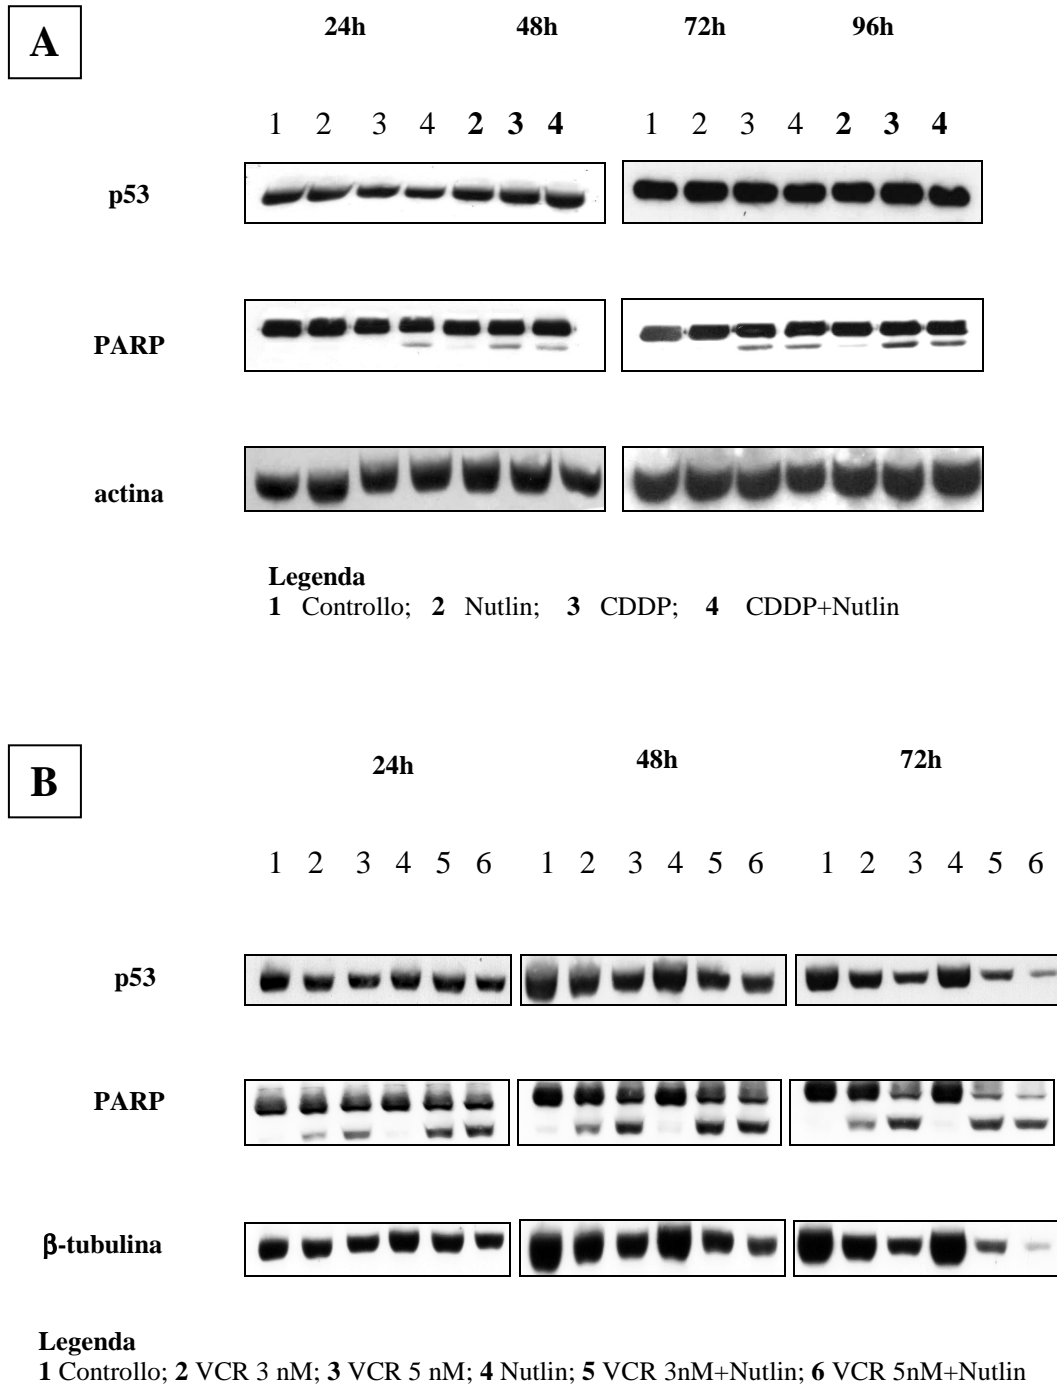 A
24h 48h 72h 96h
1 2 3 4 2 3 4 1 2 3 4 2 3 4
p53
PARP
actina
Legenda
1 Controllo; 2 Nutlin; 3 CDDP; 4 CDDP+Nutlin
B
24h 48h 72h
1 2 3 4 5 6 1 2 3 4 5 6 1 2 3 4 5 6
p53
PARP
β-tubulina
Legenda
1 Controllo; 2 VCR 3 nM; 3 VCR 5 nM; 4 Nutlin; 5 VCR 3nM+Nutlin; 6 VCR 5nM+Nutlin